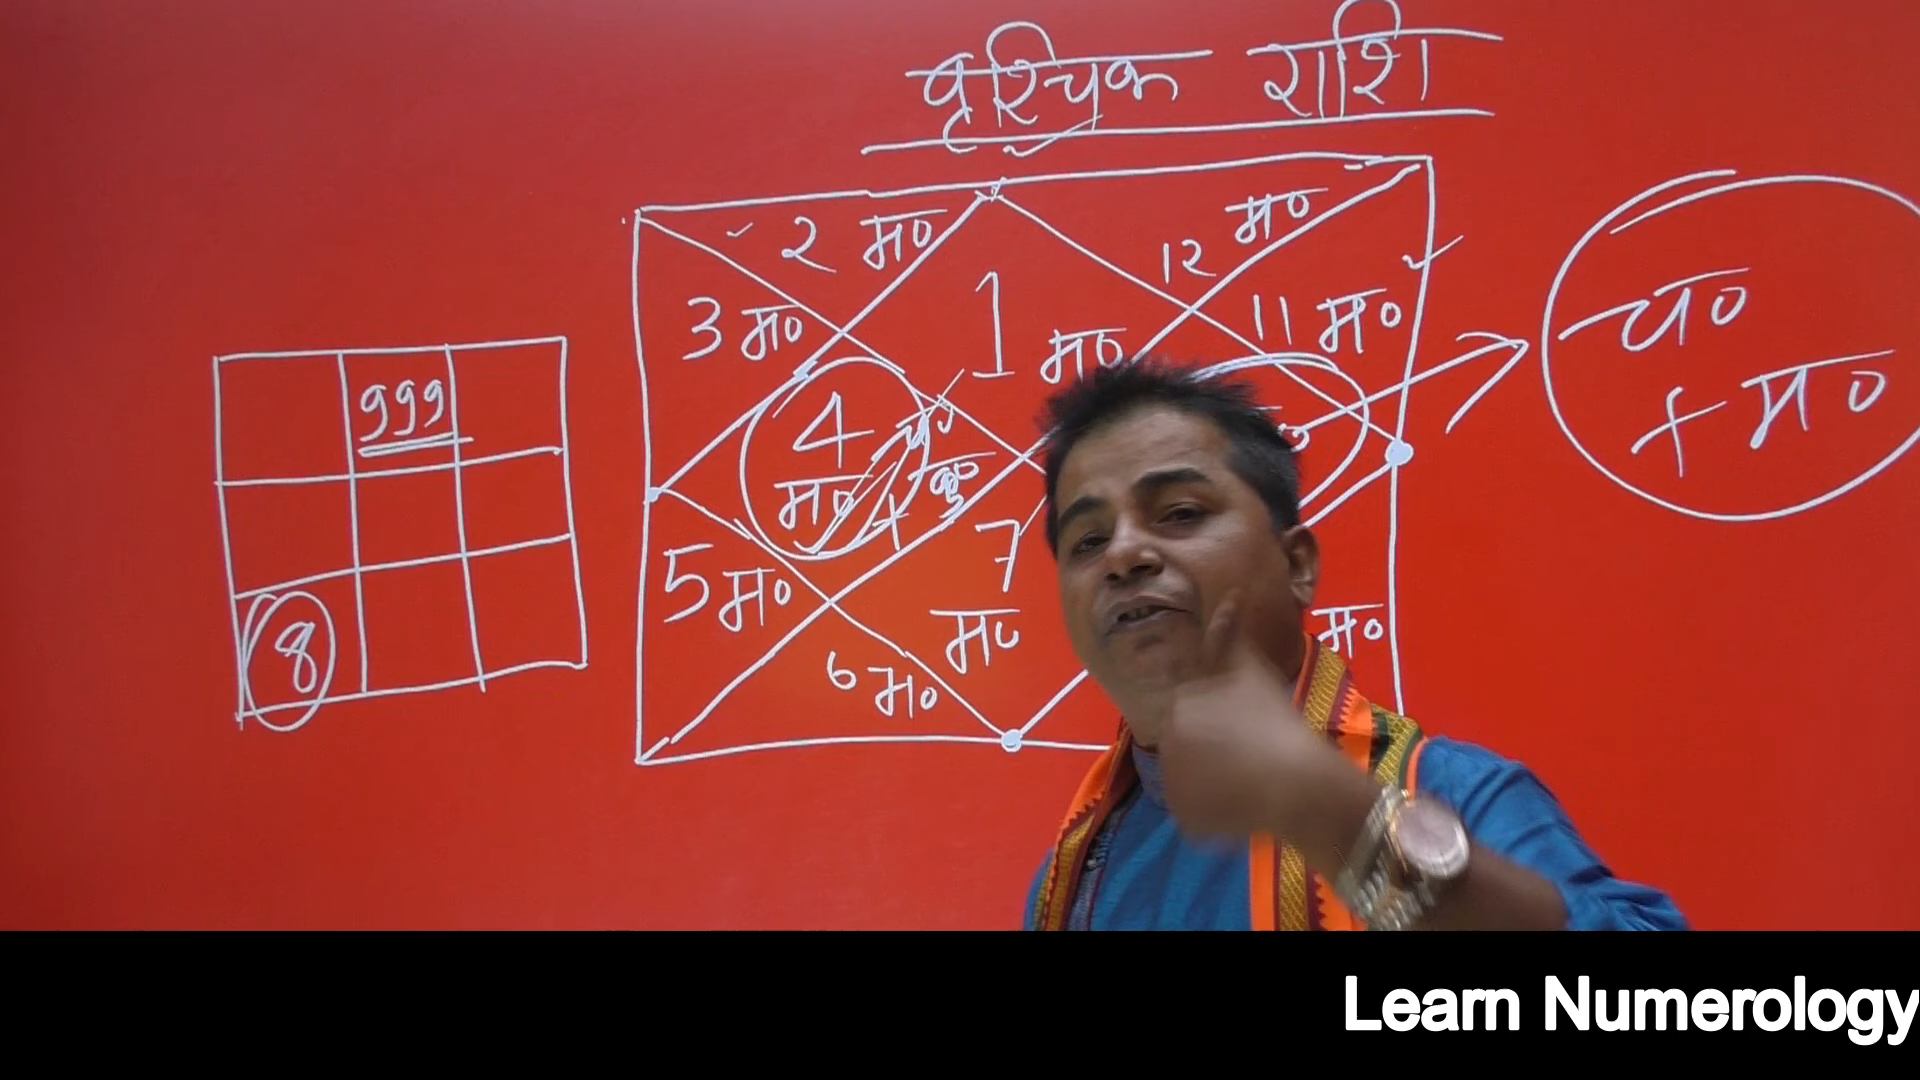 वृश्चिक राशि
2 म०
12 म०
3 म०
1 म०
11 म०
च०
+ म०
999
4 म०
5 म०
7 म०
म०
6 म०
8
Learn Numerology